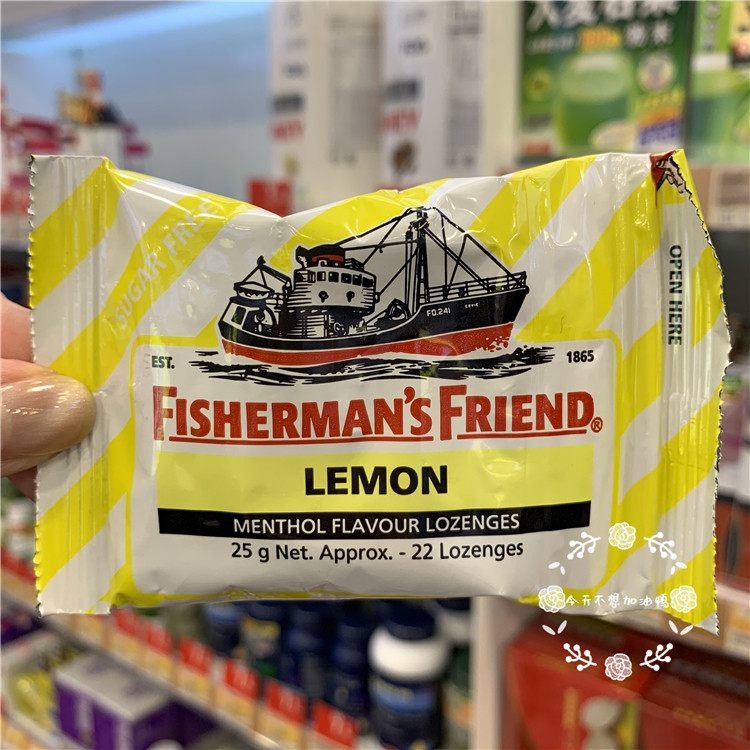 SUGAR FREE
OPEN HERE
FD.241
EST.
1865
FISHERMAN'S FRIEND®
LEMON
MENTHOL FLAVOUR LOZENGES
25 g Net. Approx. - 22 Lozenges
今天不想加油鸭